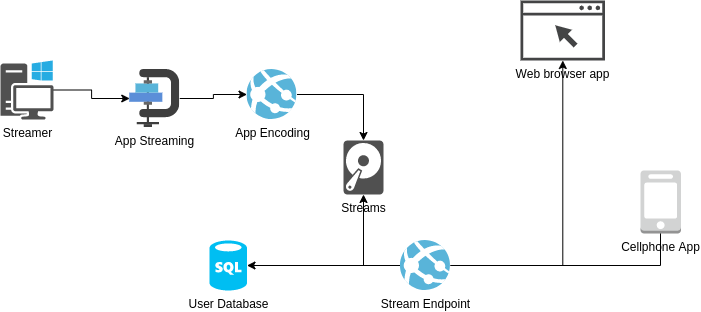 Web browser app
Streamer
App Streaming
App Encoding
Streams
Cellphone App
SQL
User Database
Stream Endpoint